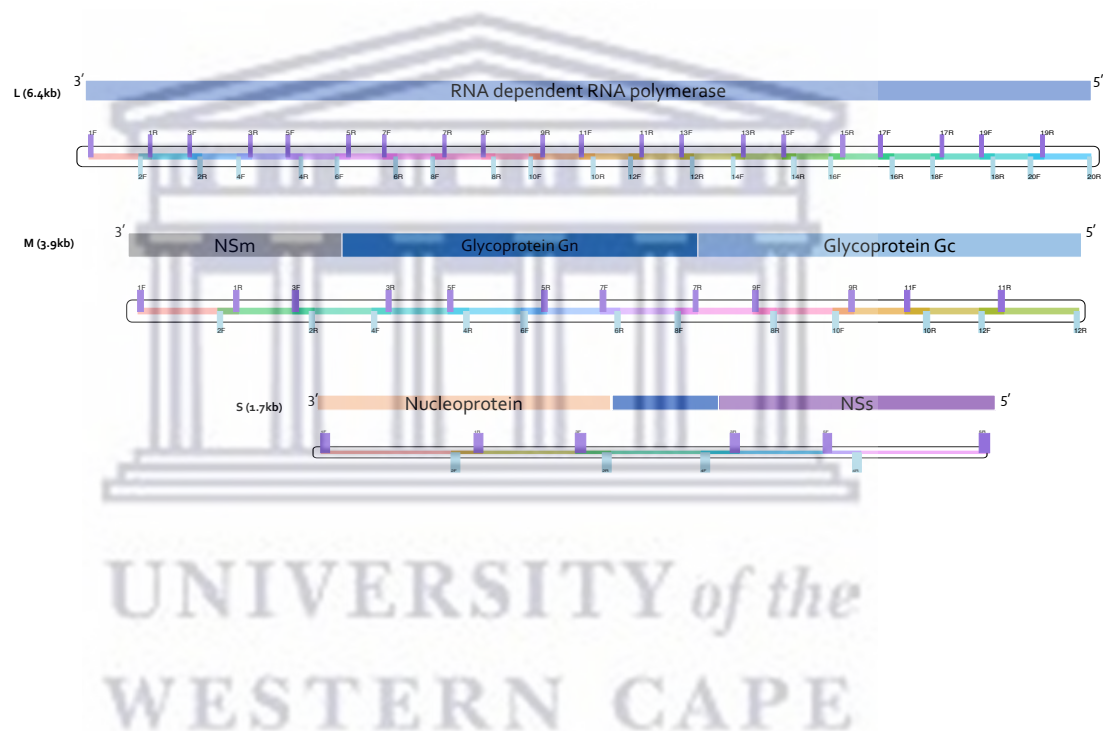 3’ 5’
L (6.4kb) RNA dependent RNA polymerase
1F 1R 3F 3R 5F 5R 7F 7R 9F 9R 11F 11R 13F 13R 15F 15R 17F 17R 19F 19R
2F 2R 4F 4R 6F 6R 8F 8R 10F 10R 12F 12R 14F 14R 16F 16R 18F 18R 20F 20R
3’ 5’
M (3.9kb) NSm Glycoprotein Gn Glycoprotein Gc
1F 1R 3F 3R 5F 5R 7F 7R 9F 9R 11F 11R
2F 2R 4F 4R 6F 6R 8F 8R 10F 10R 12F 12R
S (1.7kb) 3’ Nucleoprotein NSs 5’
UNIVERSITY of the
WESTERN CAPE